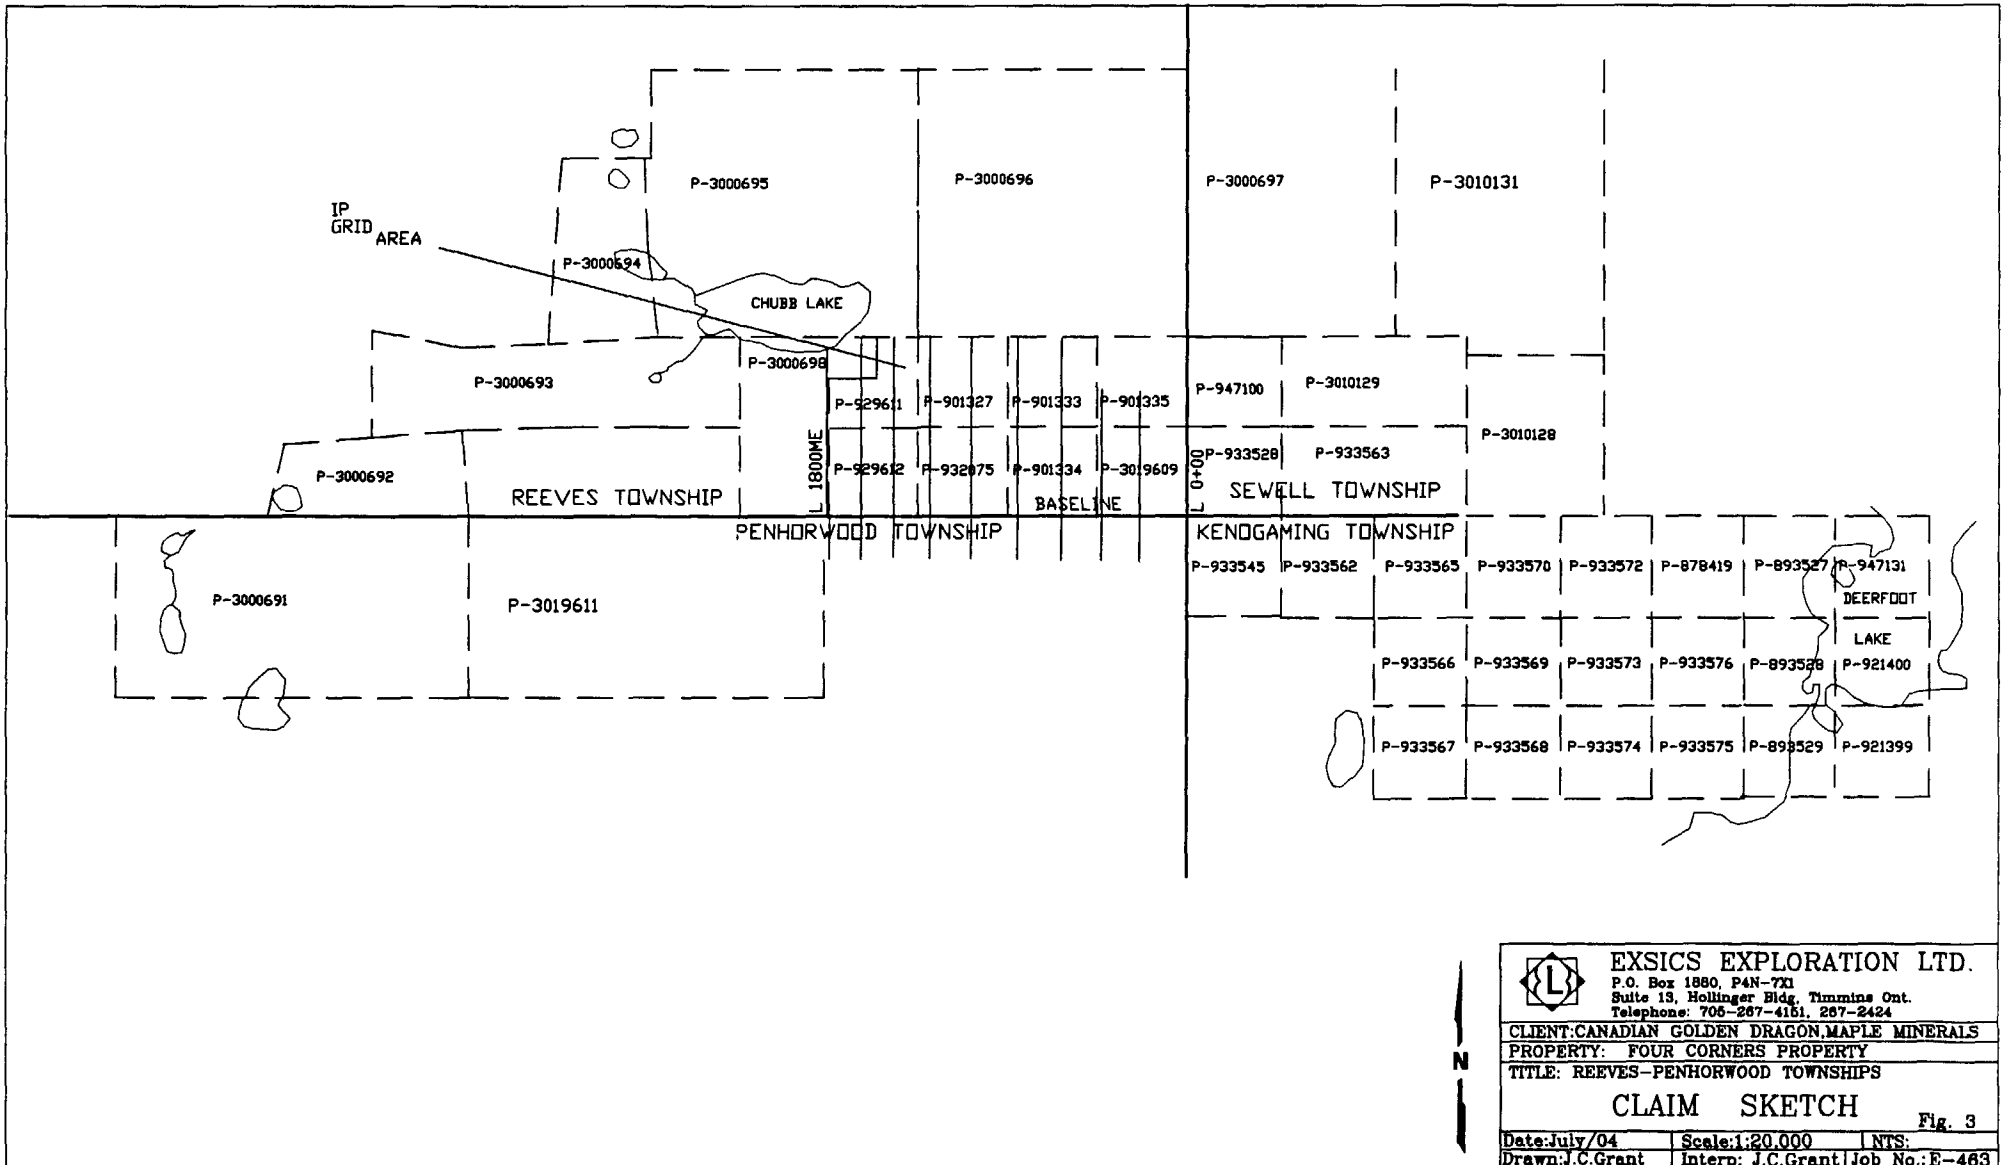 P-3000695
P-3000696
P-3000697
P-3010131
IP
GRID
AREA
P-3000694
CHUBB LAKE
P-3000698
P-3000693
P-947100
P-3010129
P-929611
P-901327
P-901333
P-901335
P-3010128
L 1800ME
L 0+00
P-933528
P-933563
P-3000692
P-929612
P-932875
P-901334
P-3019609
REEVES TOWNSHIP
BASELINE
SEWELL TOWNSHIP
PENHORWOOD TOWNSHIP
KENOGAMING TOWNSHIP
P-933545
P-933562
P-933565
P-933570
P-933572
P-878419
P-893527
P-947131
DEERFOOT
LAKE
P-3000691
P-3019611
P-933566
P-933569
P-933573
P-933576
P-893528
P-921400
P-933567
P-933568
P-933574
P-933575
P-893529
P-921399
N
L
EXSICS EXPLORATION LTD.
P.O. Box 1880, P4N-7X1
Suite 13, Hollinger Bldg, Timmins Ont.
Telephone: 705-267-4151, 267-2424
CLIENT:CANADIAN GOLDEN DRAGON,MAPLE MINERALS
PROPERTY: FOUR CORNERS PROPERTY
TITLE: REEVES-PENHORWOOD TOWNSHIPS
CLAIM SKETCH
Fig. 3
Date:July/04 Scale:1:20,000 NTS:
Drawn:J.C.Grant Interp: J.C.Grant Job No.:E-463